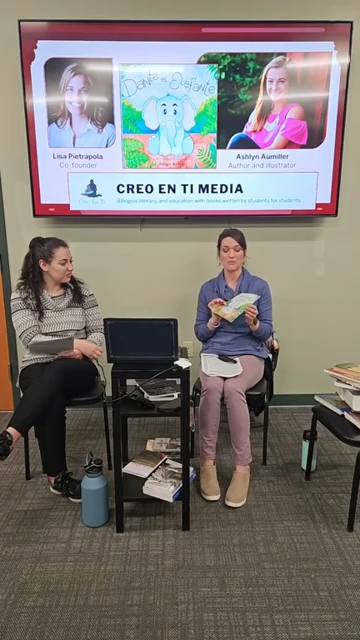 Dante es Elefante
Lisa Pietrapola
Co-founder
Ashlyn Aumiller
Author and Illustrator
CREO EN TI MEDIA
Bilingual literacy and education with books written by students for students